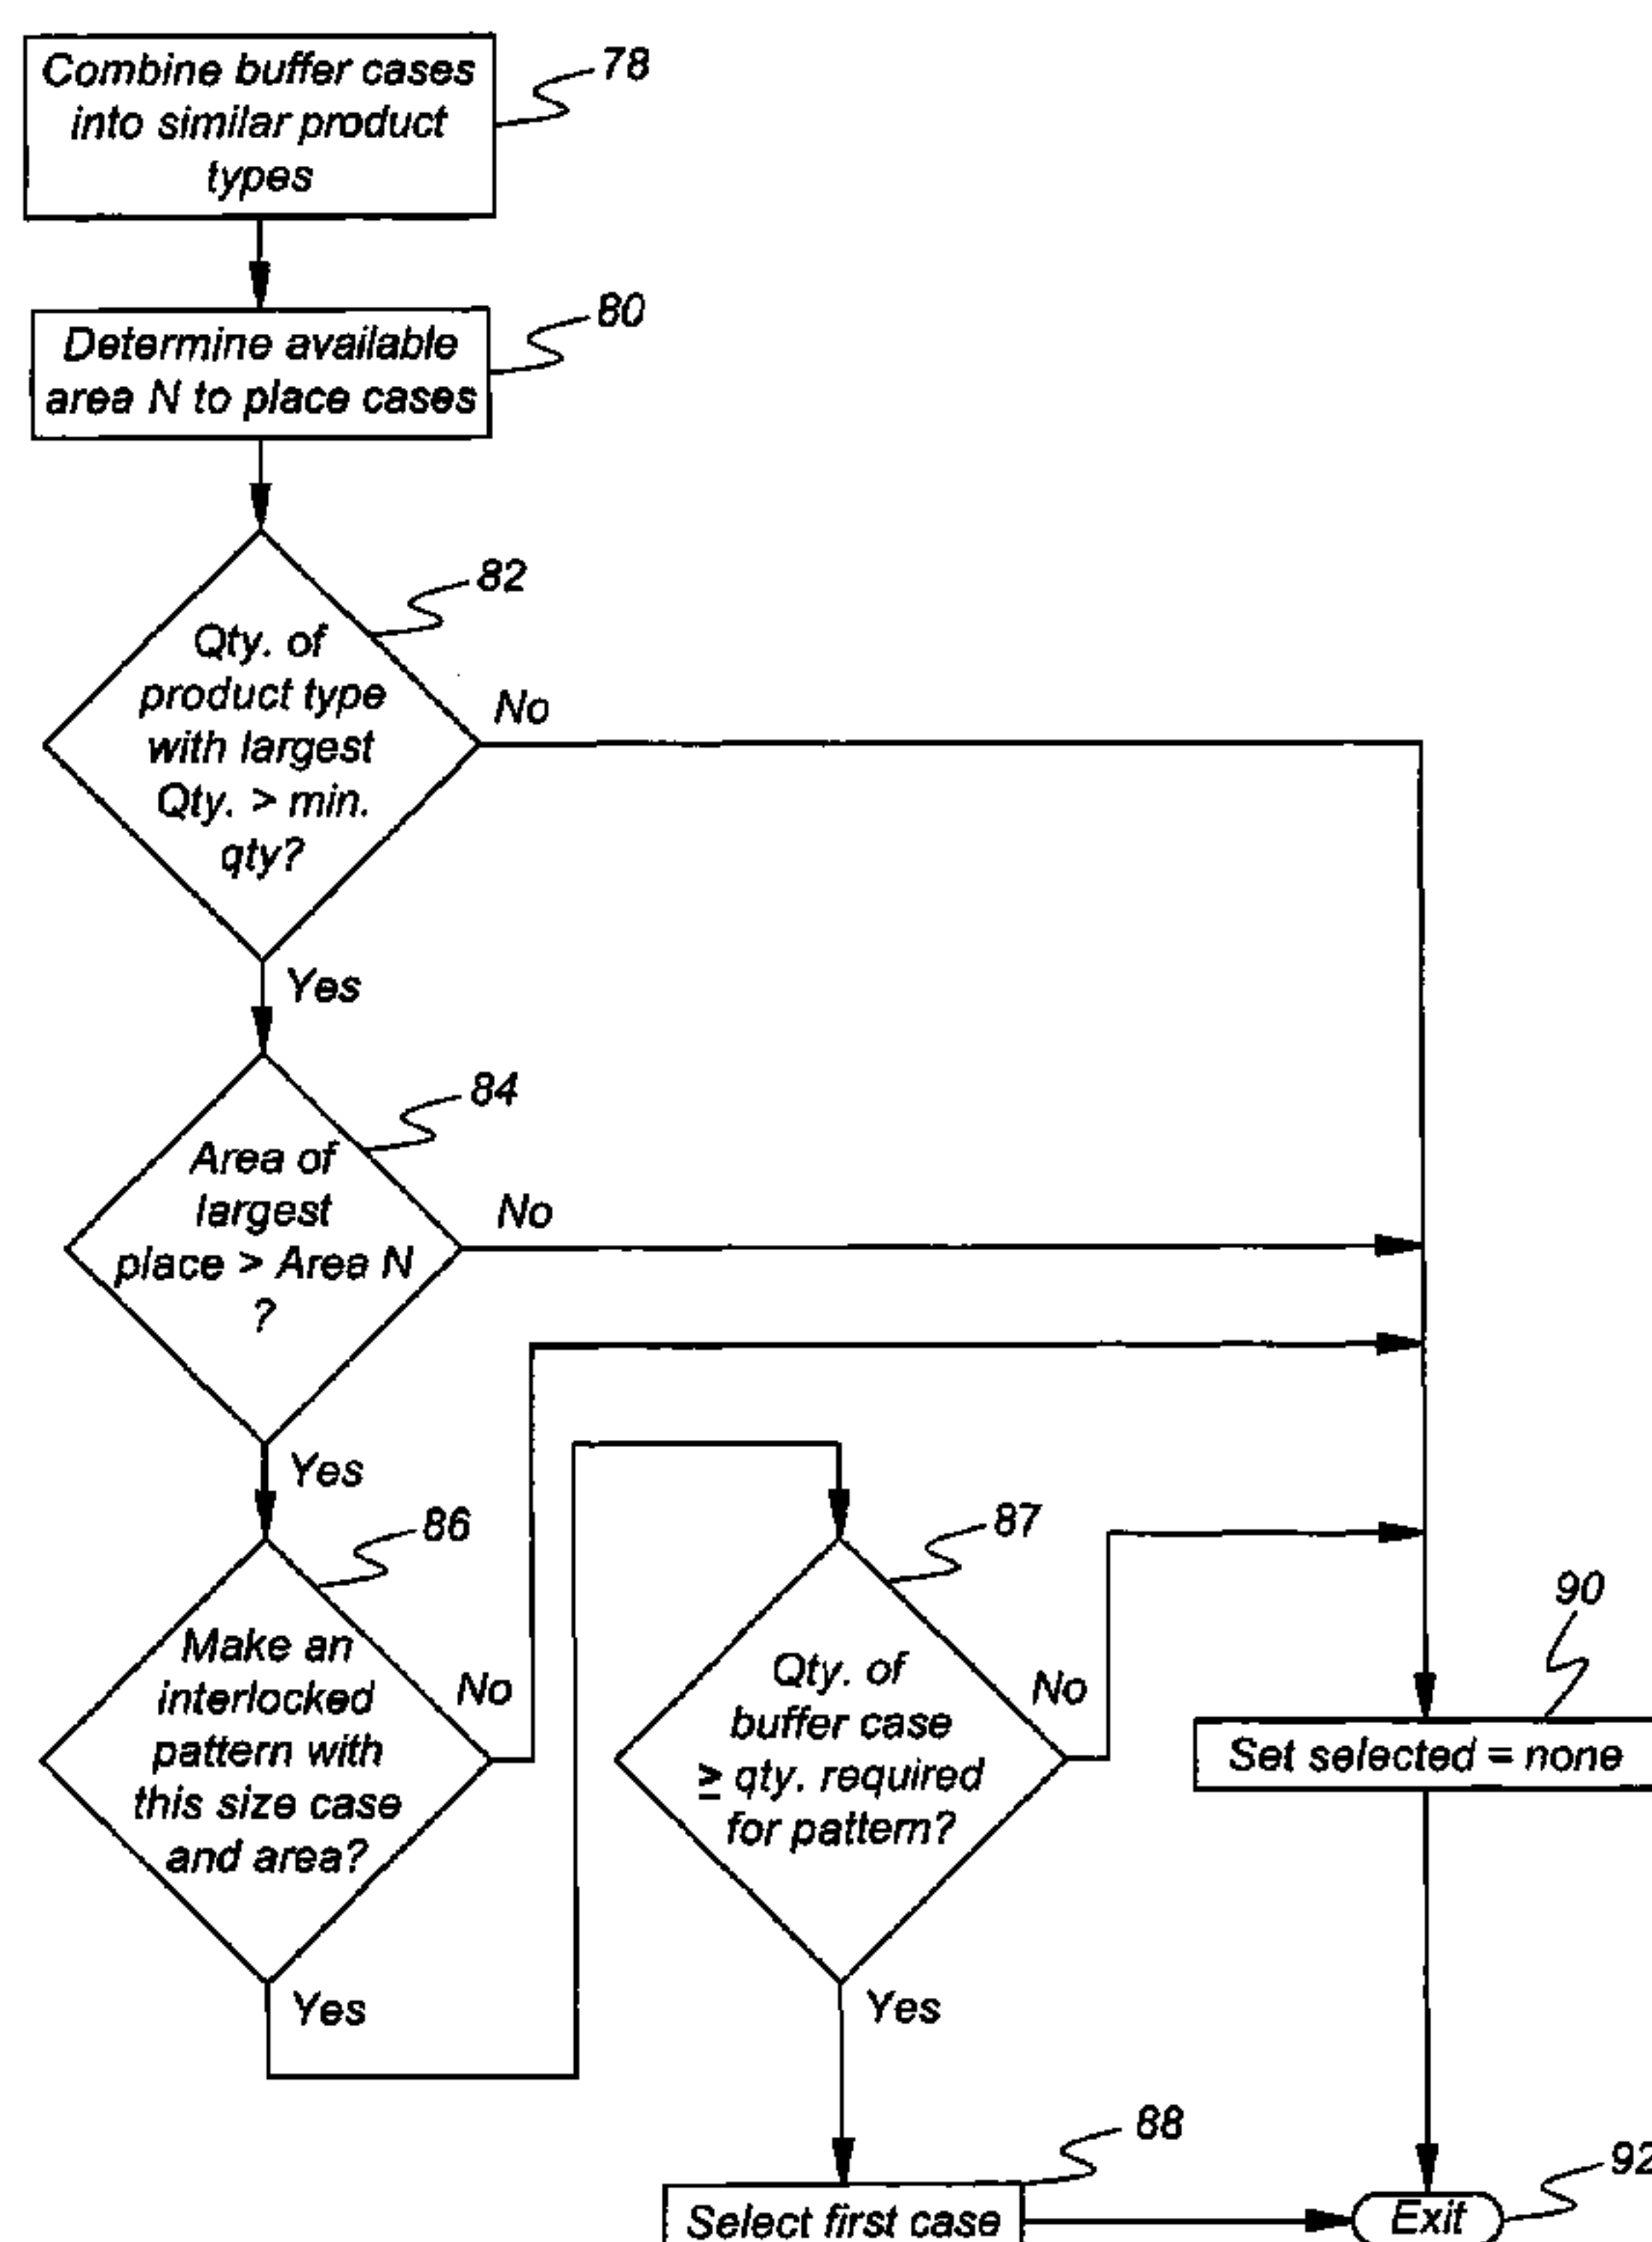 Combine buffer cases
into similar product
types
78
Determine available
area N to place cases
80
82
Qty. of
product type
with largest
Qty. > min.
qty?
No
Yes
84
Area of
largest
place > Area N
?
No
Yes
86
Make an
interlocked
pattern with
this size case
and area?
No
Yes
87
Qty. of
buffer case
≥ qty. required
for pattern?
No
Yes
90
Set selected = none
88
Select first case
92
Exit